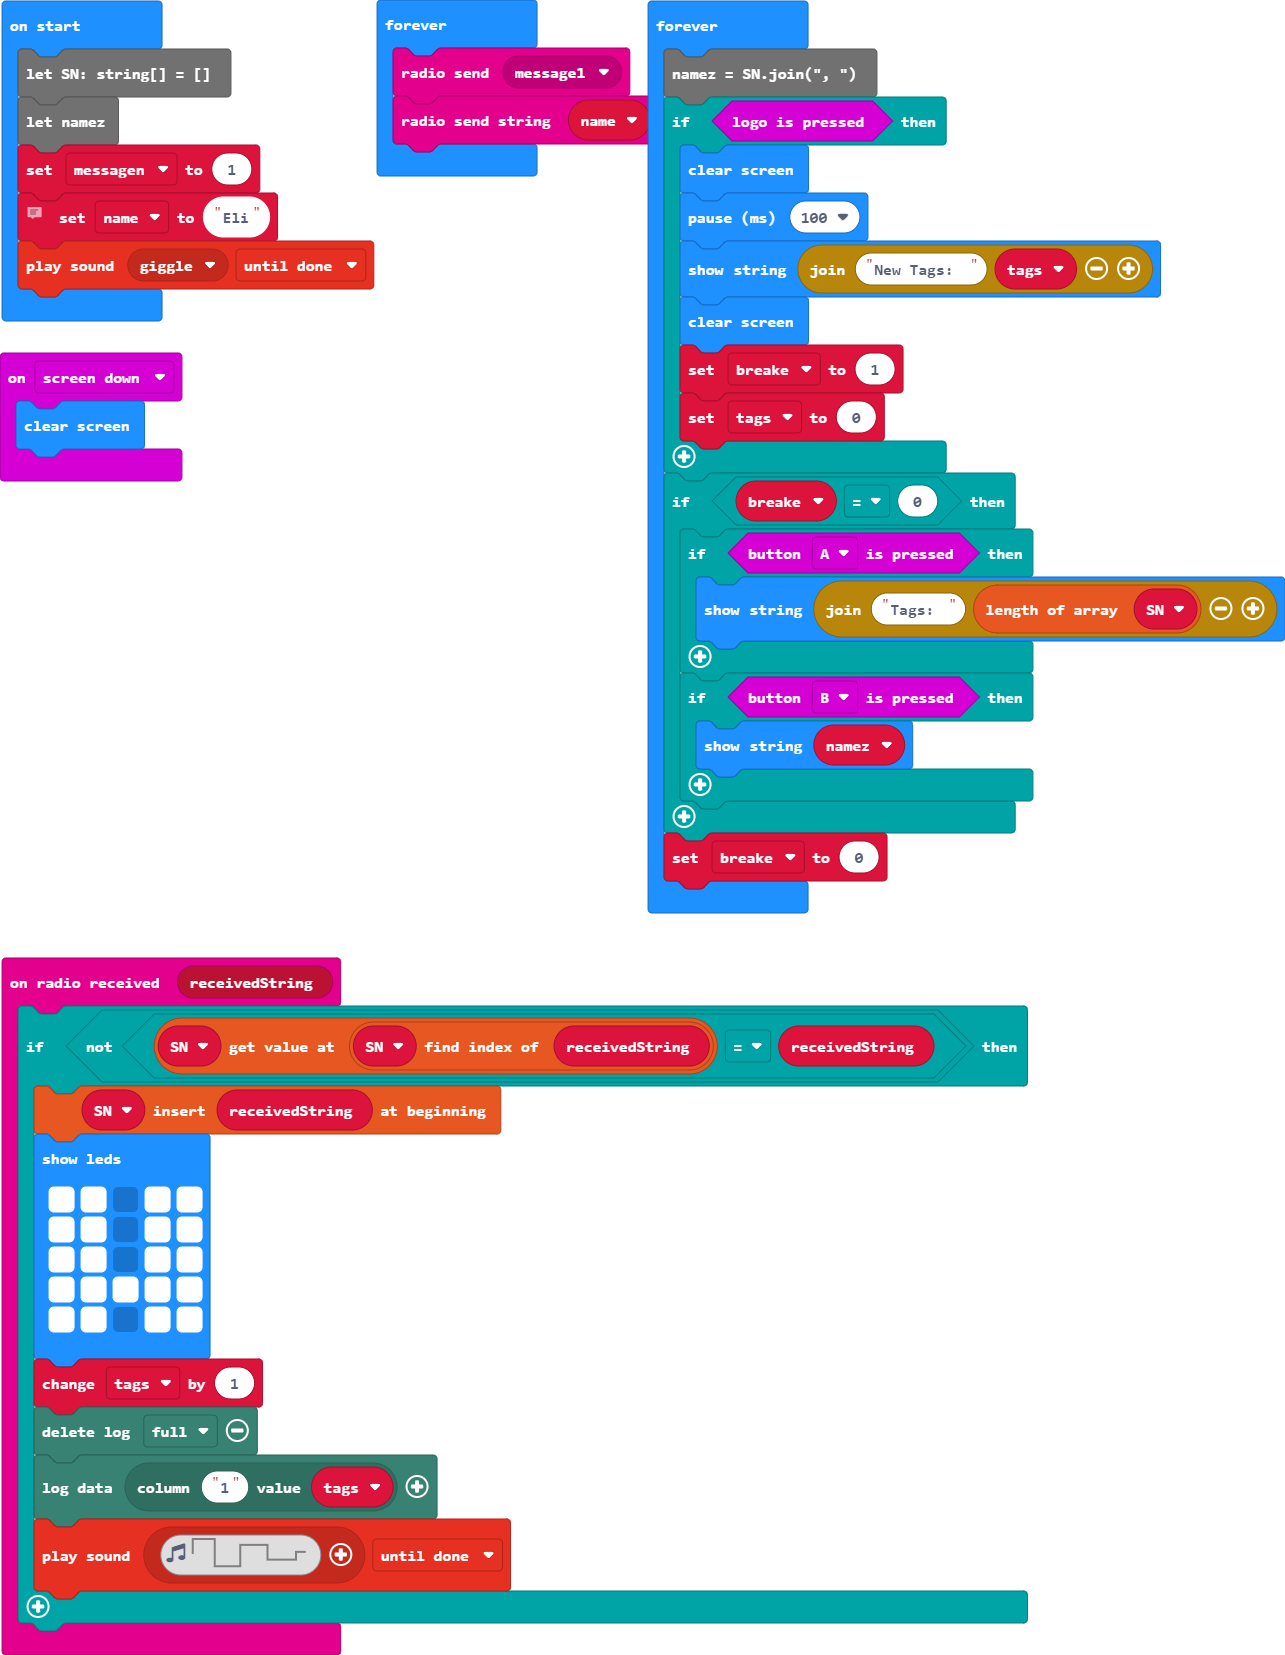 on start
let SN: string[] = []
let namez
set messagen to 1
set name to "Eli"
play sound giggle until done
on screen down
clear screen
forever
radio send message1
radio send string name
forever
namez = SN.join(", ")
if logo is pressed then
clear screen
pause (ms) 100
show string join "New Tags: " tags
clear screen
set breake to 1
set tags to 0
if breake = 0 then
if button A is pressed then
show string join "Tags: " length of array SN
if button B is pressed then
show string namez
set breake to 0
on radio received receivedString
if not SN get value at SN find index of receivedString = receivedString then
SN insert receivedString at beginning
show leds
change tags by 1
delete log full
log data column "1" value tags
play sound until done